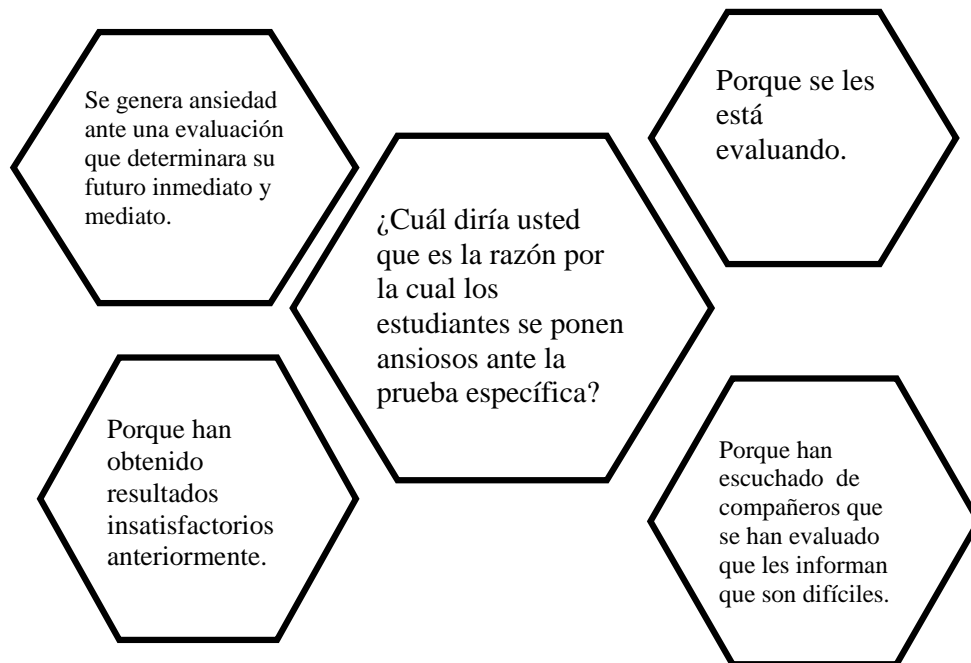 Se genera ansiedad
ante una evaluación
que determinara su
futuro inmediato y
mediato.
Porque se les
está
evaluando.
¿Cuál diría usted
que es la razón por
la cual los
estudiantes se ponen
ansiosos ante la
prueba específica?
Porque han
obtenido
resultados
insatisfactorios
anteriormente.
Porque han
escuchado  de
compañeros que
se han evaluado
que les informan
que son difíciles.